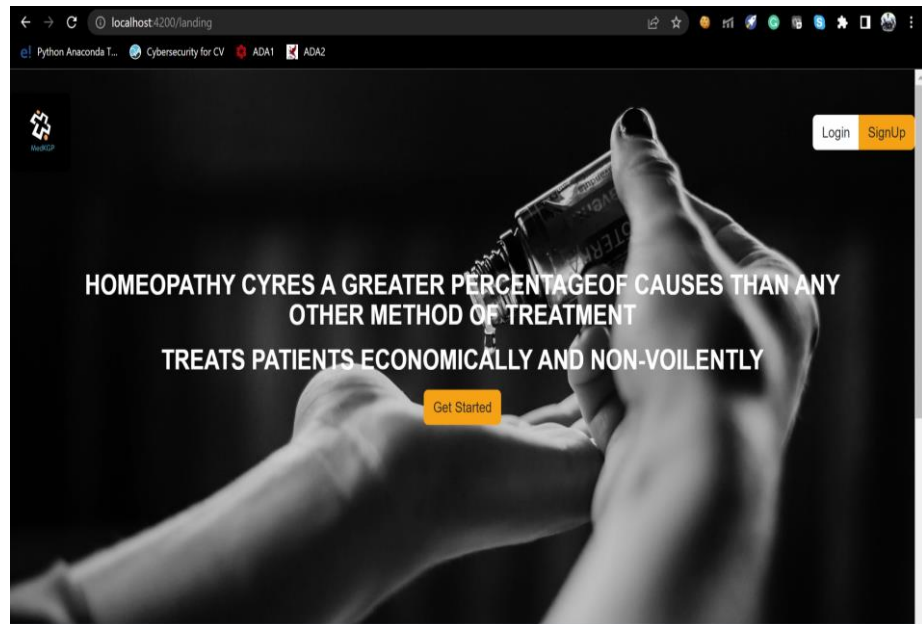 localhost:4200/landing
Python Anaconda T... Cybersecurity for CV ADA1 ADA2
MedKGP
Login SignUp
HOMEOPATHY CYRES A GREATER PERCENTAGEOF CAUSES THAN ANY
OTHER METHOD OF TREATMENT
TREATS PATIENTS ECONOMICALLY AND NON-VOILENTLY
Get Started